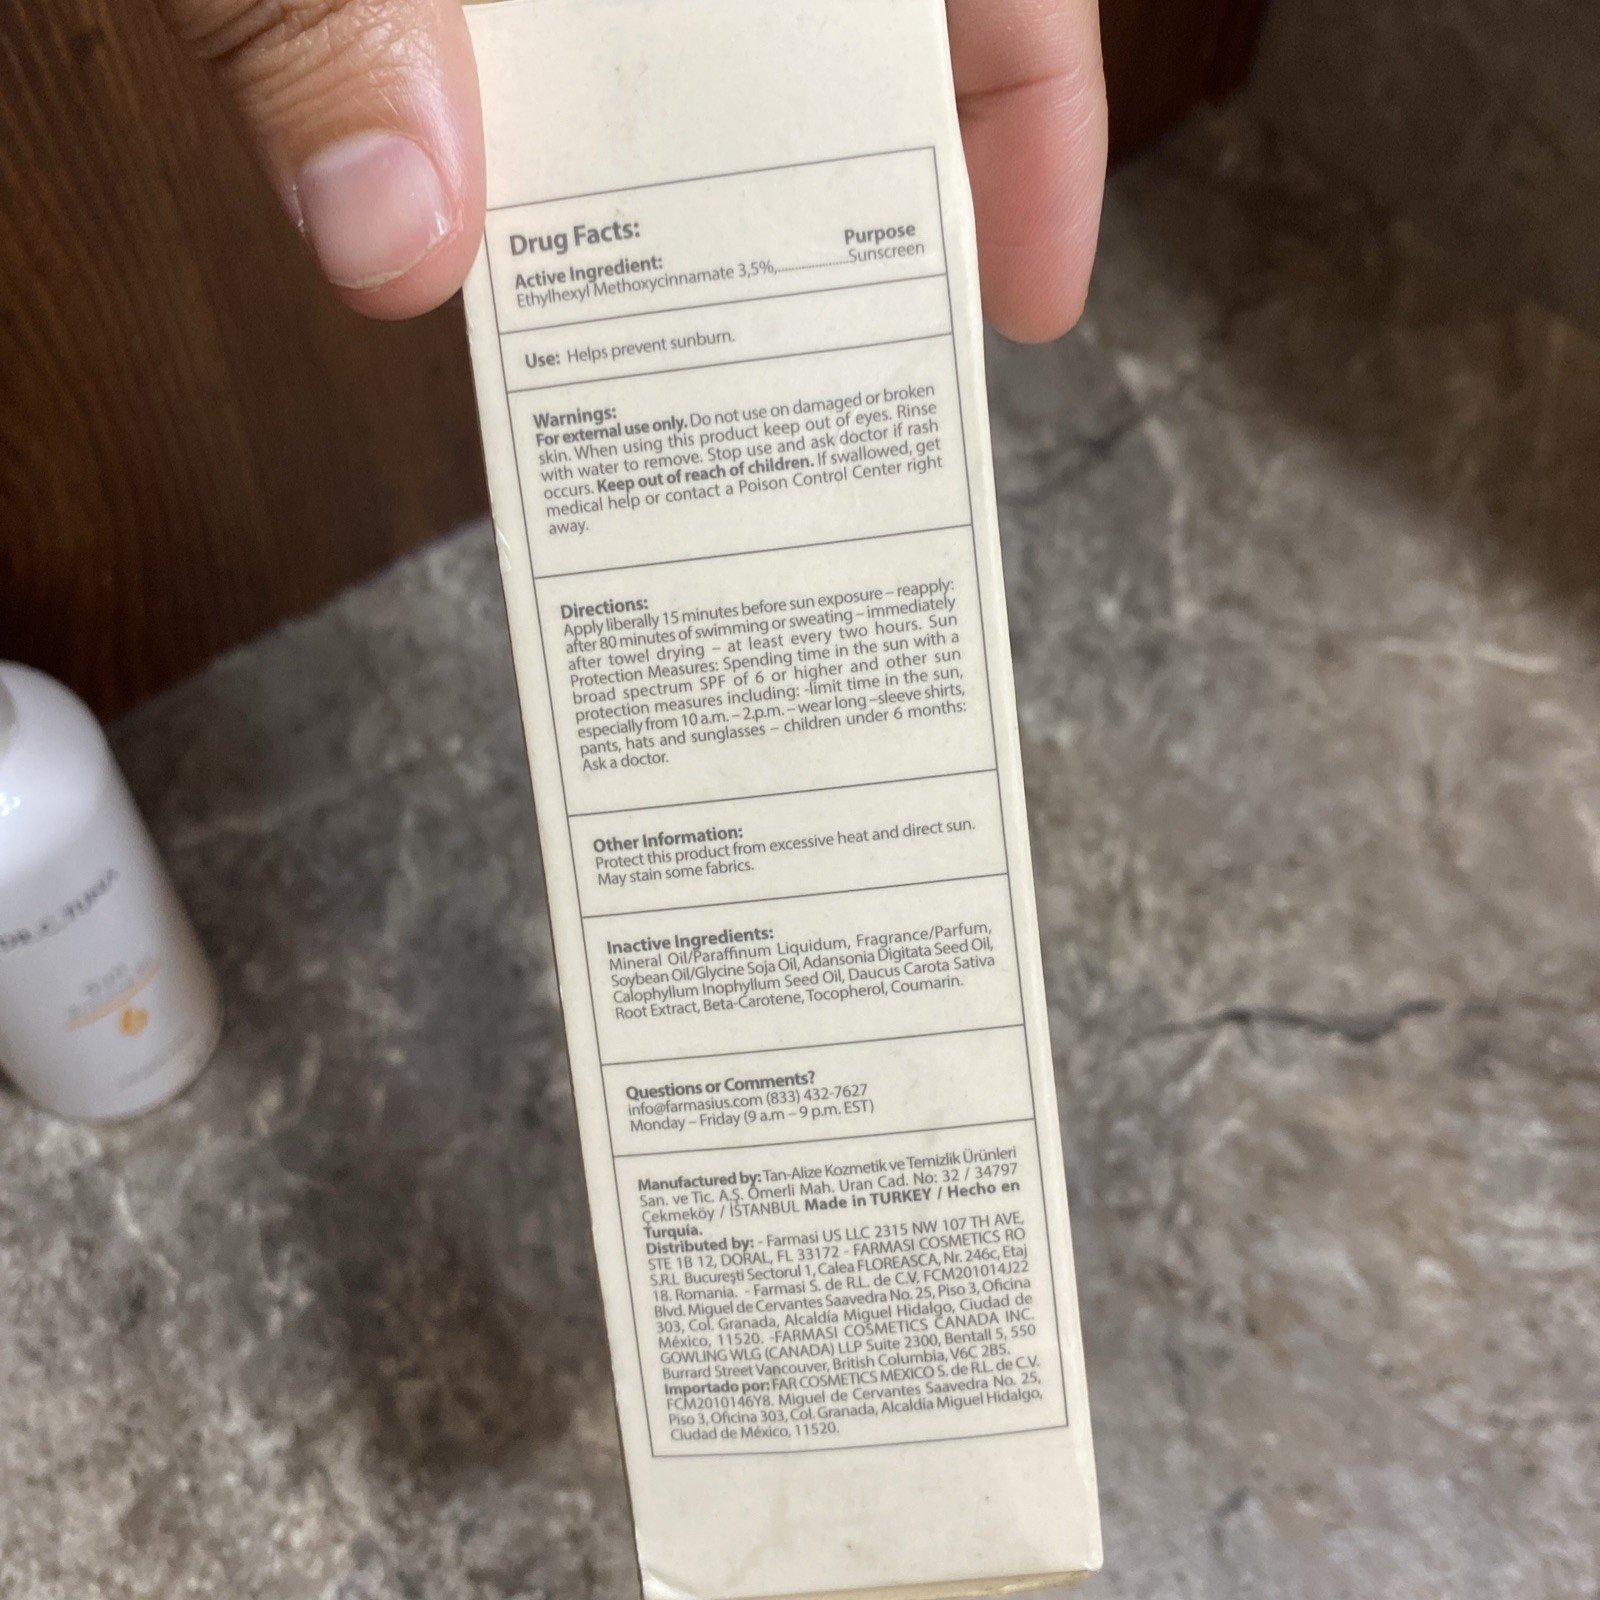 Drug Facts:
Active Ingredient: Purpose
Ethylhexyl Methoxycinnamate 3,5%,......................Sunscreen
Use: Helps prevent sunburn.
Warnings:
For external use only. Do not use on damaged or broken
skin. When using this product keep out of eyes. Rinse
with water to remove. Stop use and ask doctor if rash
occurs. Keep out of reach of children. If swallowed, get
medical help or contact a Poison Control Center right
away.
Directions:
Apply liberally 15 minutes before sun exposure – reapply:
after 80 minutes of swimming or sweating – immediately
after towel drying – at least every two hours. Sun
Protection Measures: Spending time in the sun with a
broad spectrum SPF of 6 or higher and other sun
protection measures including: -limit time in the sun,
especially from 10 a.m. – 2.p.m. – wear long –sleeve shirts,
pants, hats and sunglasses – children under 6 months:
Ask a doctor.
Other Information:
Protect this product from excessive heat and direct sun.
May stain some fabrics.
Inactive Ingredients:
Mineral Oil/Paraffinum Liquidum, Fragrance/Parfum,
Soybean Oil/Glycine Soja Oil, Adansonia Digitata Seed Oil,
Calophyllum Inophyllum Seed Oil, Daucus Carota Sativa
Root Extract, Beta-Carotene, Tocopherol, Coumarin.
Questions or Comments?
info@farmasius.com (833) 432-7627
Monday – Friday (9 a.m – 9 p.m. EST)
Manufactured by: Tan-Alize Kozmetik ve Temizlik Ürünleri
San. ve Tic. A.Ş. Ömerli Mah. Uran Cad. No: 32 / 34797
Çekmeköy / İSTANBUL Made in TURKEY / Hecho en
Turquía.
Distributed by: - Farmasi US LLC 2315 NW 107 TH AVE,
STE 1B 12, DORAL, FL 33172 - FARMASI COSMETICS RO
S.R.L Bucureşti Sectorul 1, Calea FLOREASCA, Nr. 246c, Etaj
18. Romania. - Farmasi S. de R.L. de C.V, FCM201014J22
Blvd. Miguel de Cervantes Saavedra No. 25, Piso 3, Oficina
303, Col. Granada, Alcaldía Miguel Hidalgo, Ciudad de
México, 11520. -FARMASI COSMETICS CANADA INC.
GOWLING WLG (CANADA) LLP Suite 2300, Bentall 5, 550
Burrard Street Vancouver, British Columbia, V6C 2B5.
Importado por: FAR COSMETICS MEXICO S. de R.L. de C.V.
FCM2010146Y8. Miguel de Cervantes Saavedra No. 25,
Piso 3, Oficina 303, Col. Granada, Alcaldía Miguel Hidalgo,
Ciudad de México, 11520.
DR.C.TUNA